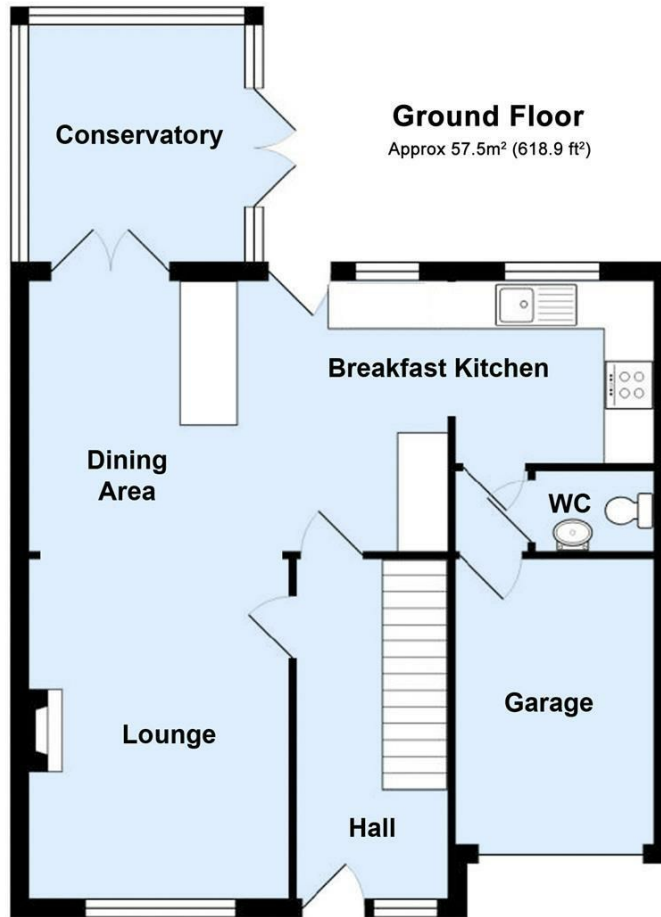 Ground Floor
Approx 57.5m² (618.9 ft²)
Conservatory
Breakfast Kitchen
Dining
Area
WC
Lounge
Garage
Hall